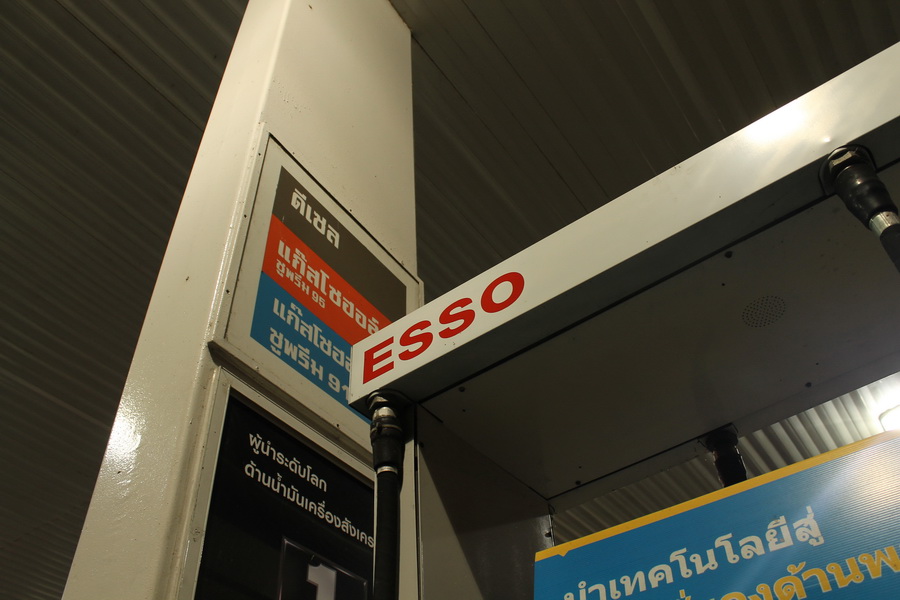 ดีเซล
แก๊สโซฮอล์
ซูพรีม 95
แก๊สโซฮอ
ซูพรีม 91
ESSO
ผู้นำระดับโลก
ด้านน้ำมันเครื่องสังเคร
1
นำเทคโนโลยีสู่
องด้านพ